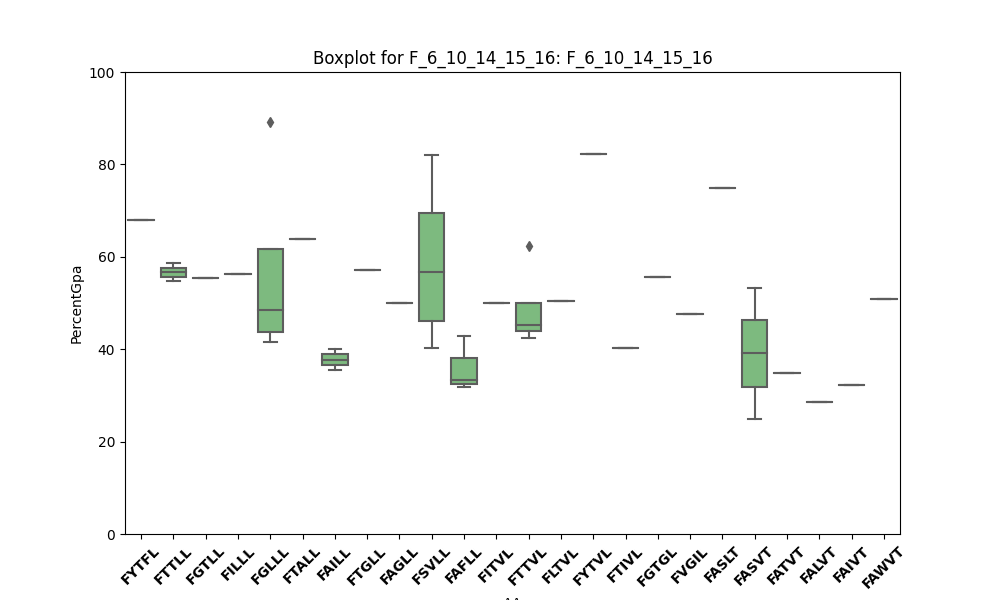 Boxplot for F_6_10_14_15_16: F_6_10_14_15_16
100
80
60
40
20
0
PercentGpa
FYTFL
FTTLL
FGTLL
FILLL
FGLLL
FTALL
FAILL
FTGLL
FAGLL
FSVLL
FAFLL
FITVL
FTTVL
FLTVL
FYTVL
FTIVL
FGTGL
FVGIL
FASLT
FASVT
FATVT
FALVT
FAIVT
FAWVT